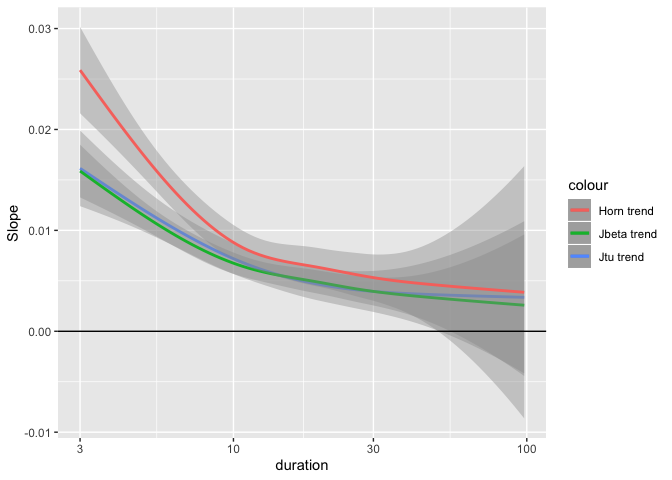 0.03
0.02
0.01
0.00
-0.01
Slope
3
10
30
100
duration
colour
Horn trend
Jbeta trend
Jtu trend